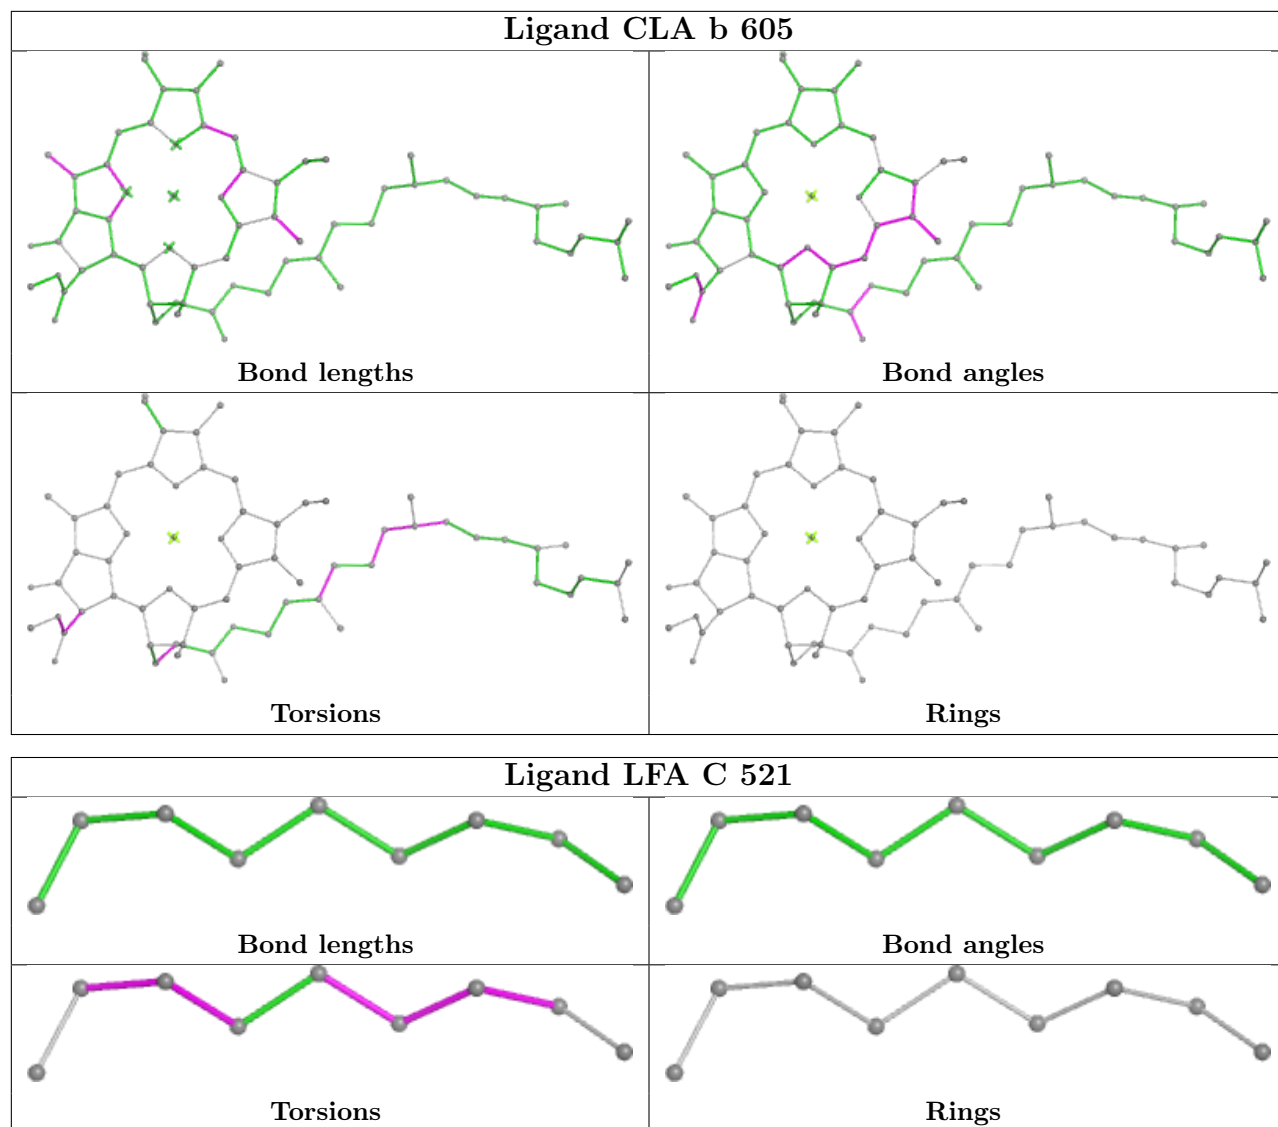 Ligand CLA b 605
Bond lengths
Bond angles
Torsions
Rings
Ligand LFA C 521
Bond lengths
Bond angles
Torsions
Rings